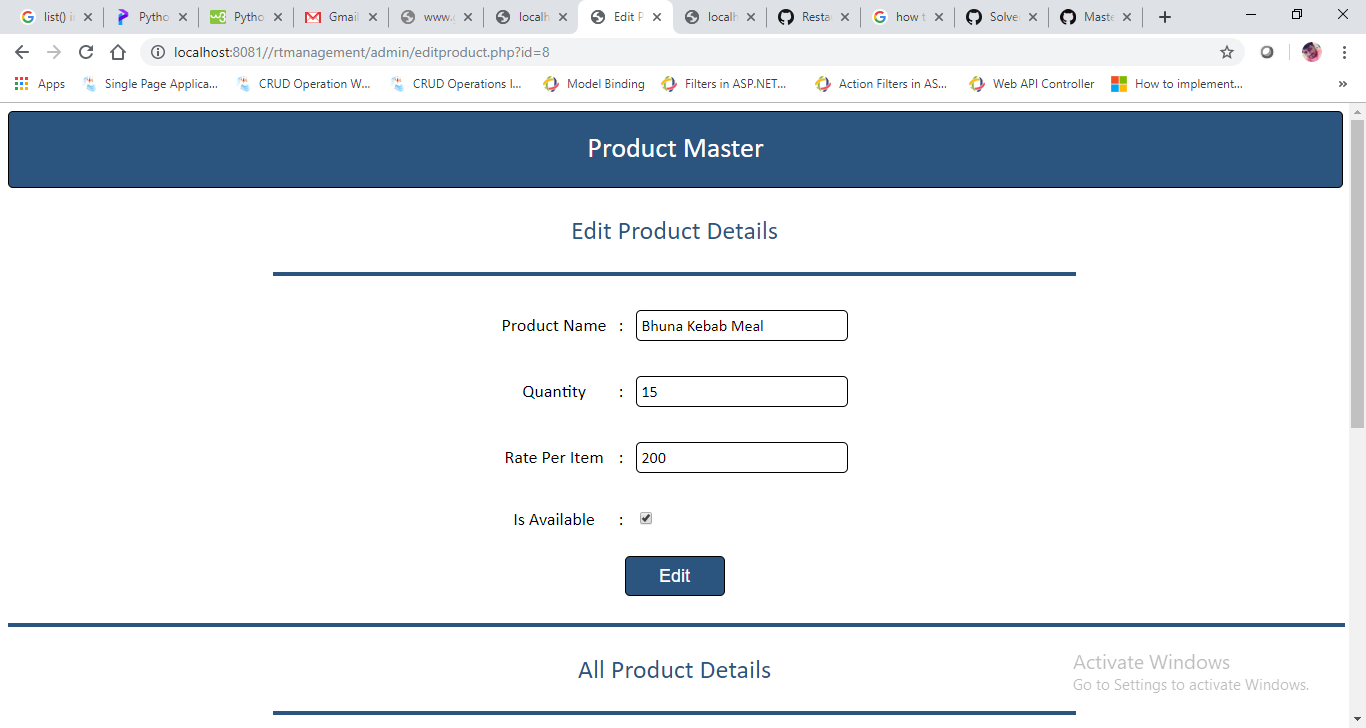 list() i Pytho Pytho Gmail www. localh Edit P localh Resta how t Solve Maste
localhost:8081//rtmanagement/admin/editproduct.php?id=8
Apps Single Page Applica... CRUD Operation W... CRUD Operations I... Model Binding Filters in ASP.NET... Action Filters in AS... Web API Controller How to implement... »
Product Master
Edit Product Details
Product Name : Bhuna Kebab Meal
Quantity : 15
Rate Per Item : 200
Is Available :
Edit
All Product Details
Activate Windows
Go to Settings to activate Windows.